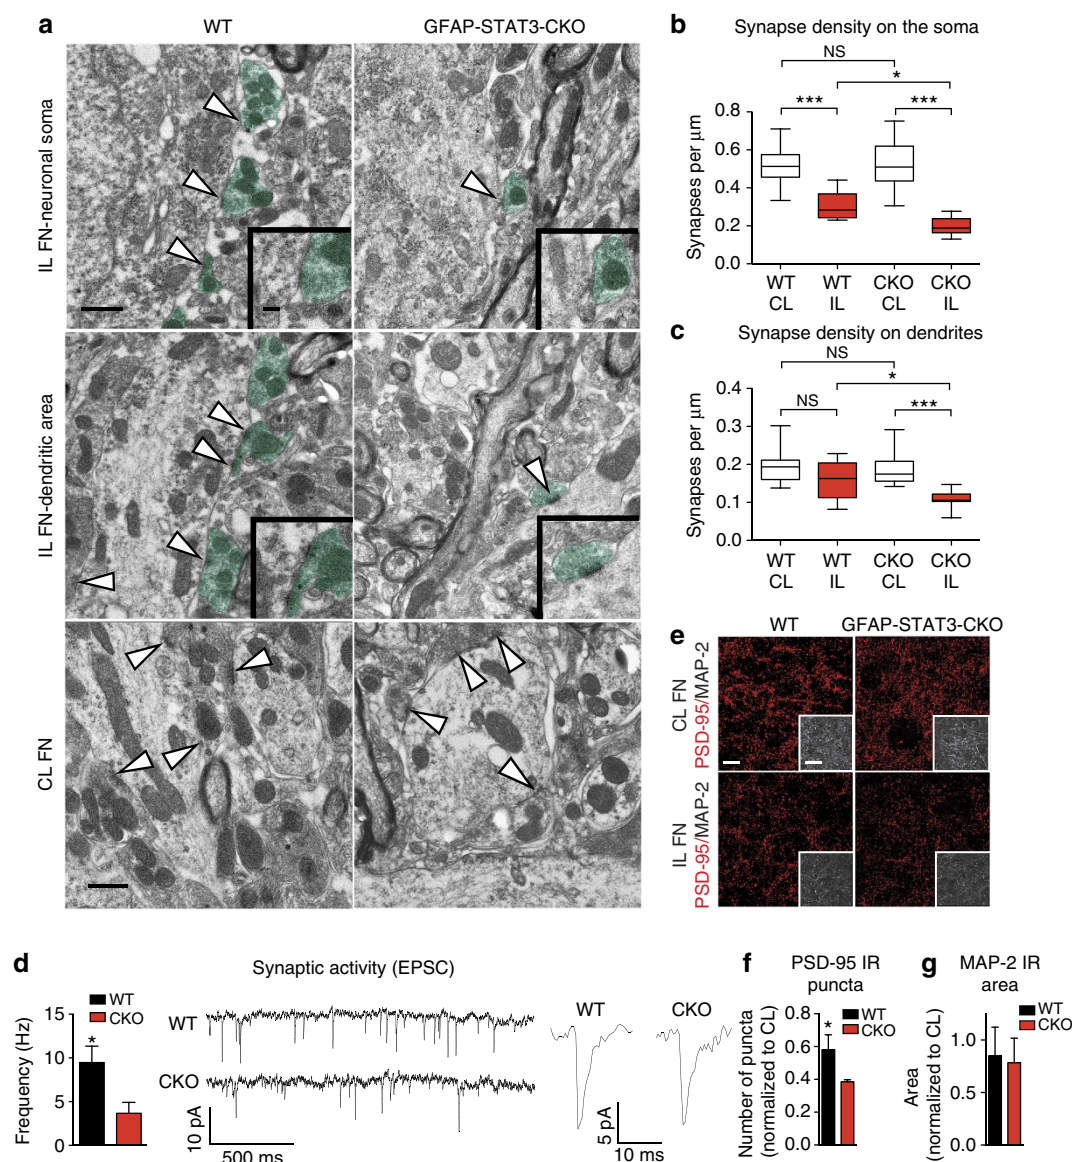 a
WT
GFAP-STAT3-CKO
IL FN-neuronal soma
IL FN-dendritic area
CL FN
b
Synapse density on the soma
NS
*
***
***
Synapses per μm
0.8
0.6
0.4
0.2
0.0
WT CL
WT IL
CKO CL
CKO IL
c
Synapse density on dendrites
NS
*
NS
***
Synapses per μm
0.4
0.3
0.2
0.1
0.0
WT CL
WT IL
CKO CL
CKO IL
e
WT
GFAP-STAT3-CKO
CL FN
PSD-95/MAP-2
IL FN
PSD-95/MAP-2
d
Synaptic activity (EPSC)
WT
CKO
*
Frequency (Hz)
15
10
5
0
WT
CKO
10 pA
500 ms
WT
CKO
5 pA
10 ms
f
PSD-95 IR
puncta
WT
CKO
*
Number of puncta
(normalized to CL)
0.8
0.6
0.4
0.2
0.0
g
MAP-2 IR
area
WT
CKO
Area
(normalized to CL)
1.0
0.5
0.0